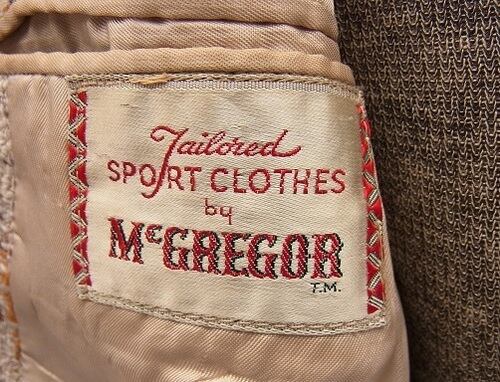 Tailored
SPORT CLOTHES
by
McGREGOR
T.M.